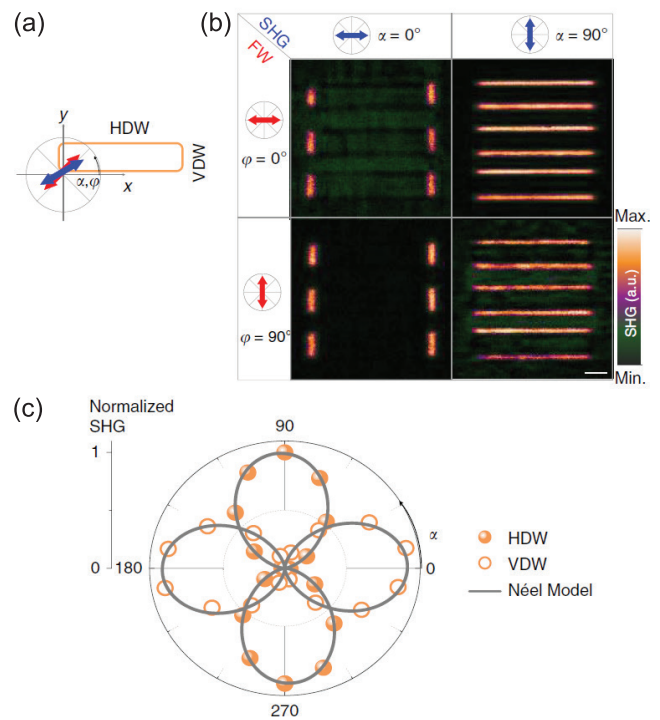 (a)
y
HDW
VDW
α,φ
x
(b)
SHG
FW
α = 0°
α = 90°
φ = 0°
φ = 90°
Max.
SHG (a.u.)
Min.
(c)
Normalized
SHG
90
1
α
0
180
0
270
HDW
VDW
Néel Model